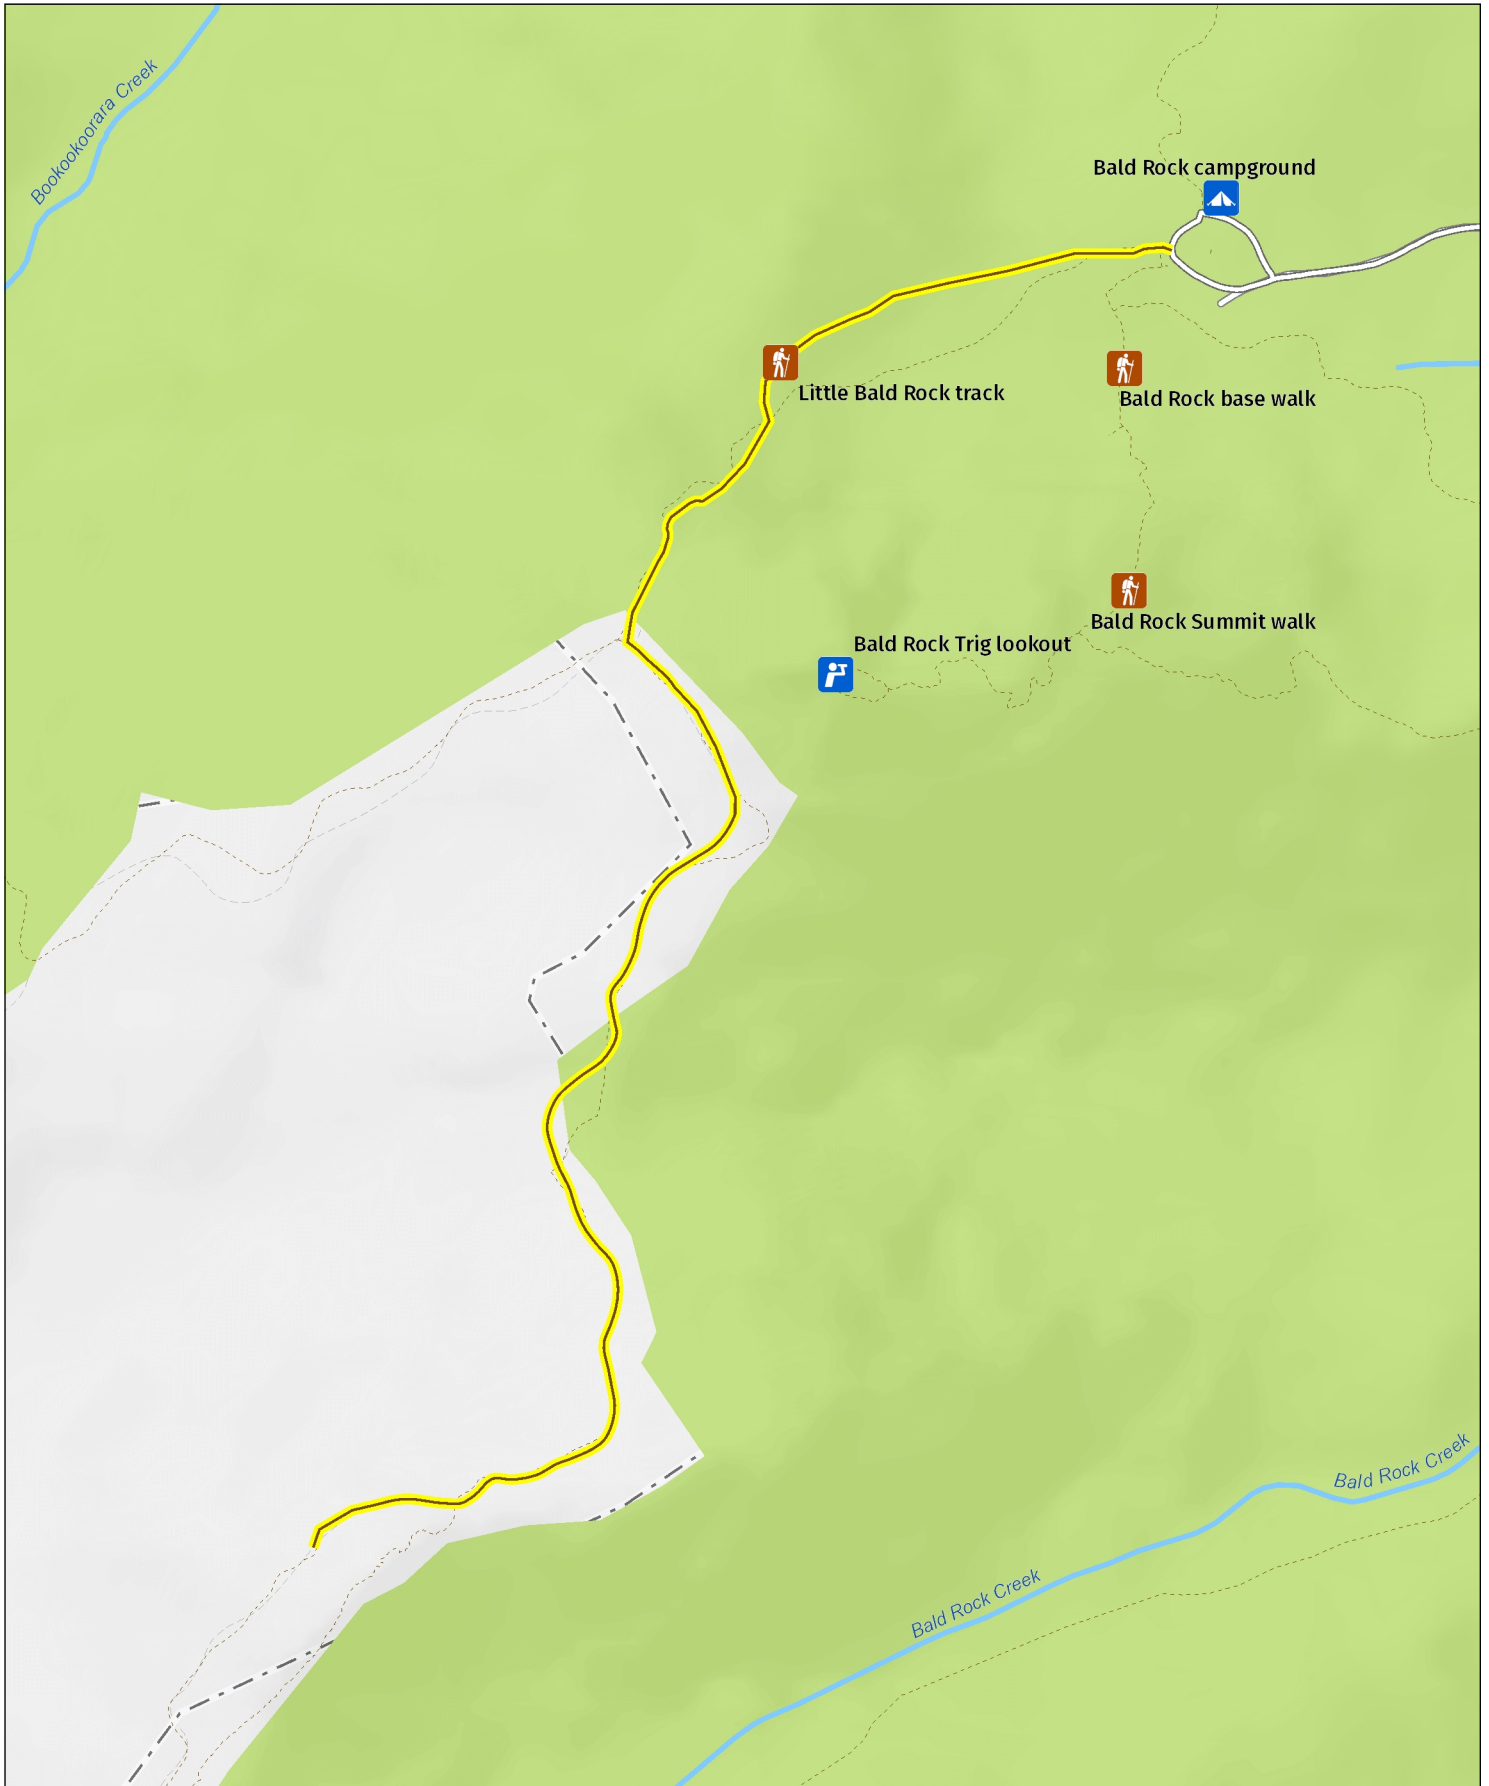 Bookookoorara Creek
Bald Rock campground
Little Bald Rock track
Bald Rock base walk
Bald Rock Summit walk
Bald Rock Trig lookout
Bald Rock Creek
Bald Rock Creek